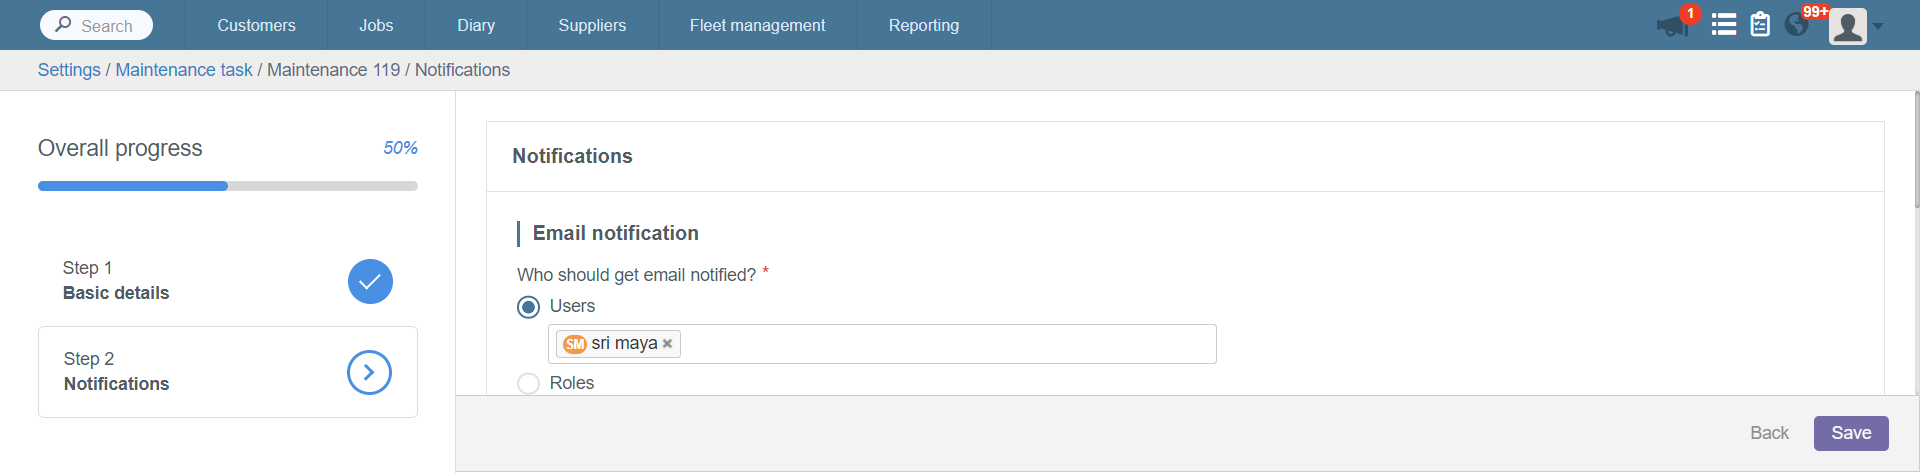 Search
Customers
Jobs
Diary
Suppliers
Fleet management
Reporting
1
99+
Settings / Maintenance task / Maintenance 119 / Notifications
Overall progress
50%
Step 1
Basic details
Step 2
Notifications
Notifications
Email notification
Who should get email notified? *
Users
SM sri maya ✖
Roles
Back
Save